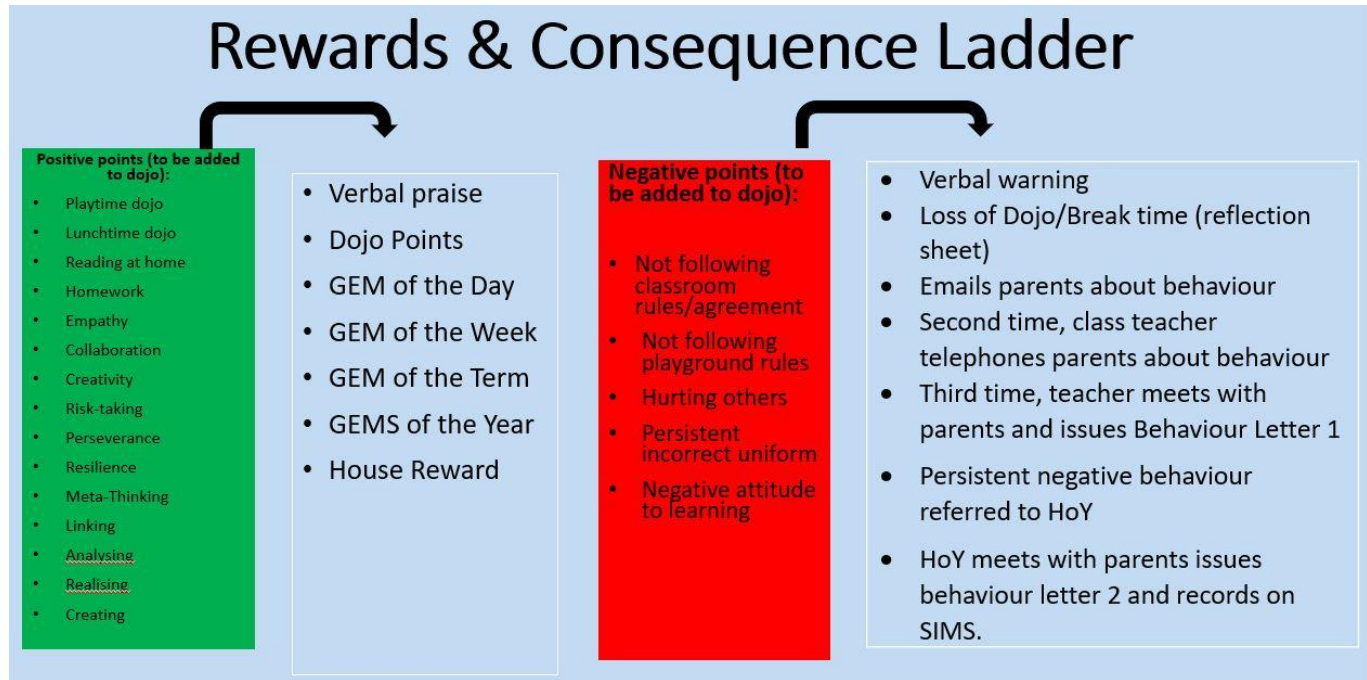 Rewards & Consequence Ladder
Positive points (to be added
to dojo):
• Playtime dojo
• Lunchtime dojo
• Reading at home
• Homework
• Empathy
• Collaboration
• Creativity
• Risk-taking
• Perseverance
• Resilience
• Meta-Thinking
• Linking
• Analysing
• Realising
• Creating
• Verbal praise
• Dojo Points
• GEM of the Day
• GEM of the Week
• GEM of the Term
• GEMS of the Year
• House Reward
Negative points (to
be added to dojo):
• Not following
classroom
rules/agreement
• Not following
playground rules
• Hurting others
• Persistent
incorrect uniform
• Negative attitude
to learning
• Verbal warning
• Loss of Dojo/Break time (reflection
sheet)
• Emails parents about behaviour
• Second time, class teacher
telephones parents about behaviour
• Third time, teacher meets with
parents and issues Behaviour Letter 1
• Persistent negative behaviour
referred to HoY
• HoY meets with parents issues
behaviour letter 2 and records on
SIMS.